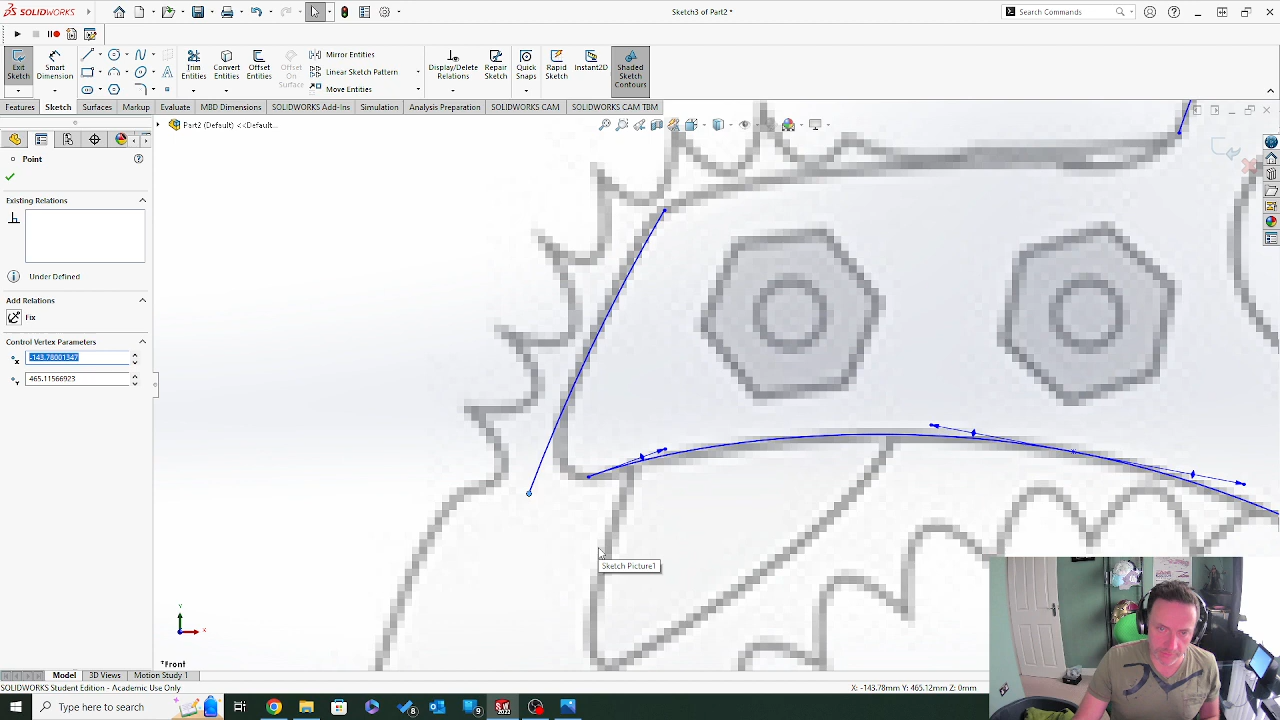 SOLIDWORKS
Sketch3 of Part2 *
Search Commands
Exit Sketch
Smart Dimension
Trim Entities
Convert Entities
Offset Entities
Offset On Surface
Mirror Entities
Linear Sketch Pattern
Move Entities
Display/Delete Relations
Repair Sketch
Quick Snaps
Rapid Sketch
Instant2D
Shaded Sketch Contours
Features Sketch Surfaces Markup Evaluate MBD Dimensions SOLIDWORKS Add-Ins Simulation Analysis Preparation SOLIDWORKS CAM SOLIDWORKS CAM TBM
Part2 (Default) <<Default...
Point
Existing Relations
Under Defined
Add Relations
Fix
Control Vertex Parameters
-143.78001347
465.11566923
Sketch Picture1
Y
X
*Front
Model 3D Views Motion Study 1
SOLIDWORKS Student Edition - Academic Use Only
X: -143.78mm Y: 465.12mm Z: 0mm
Type here to search